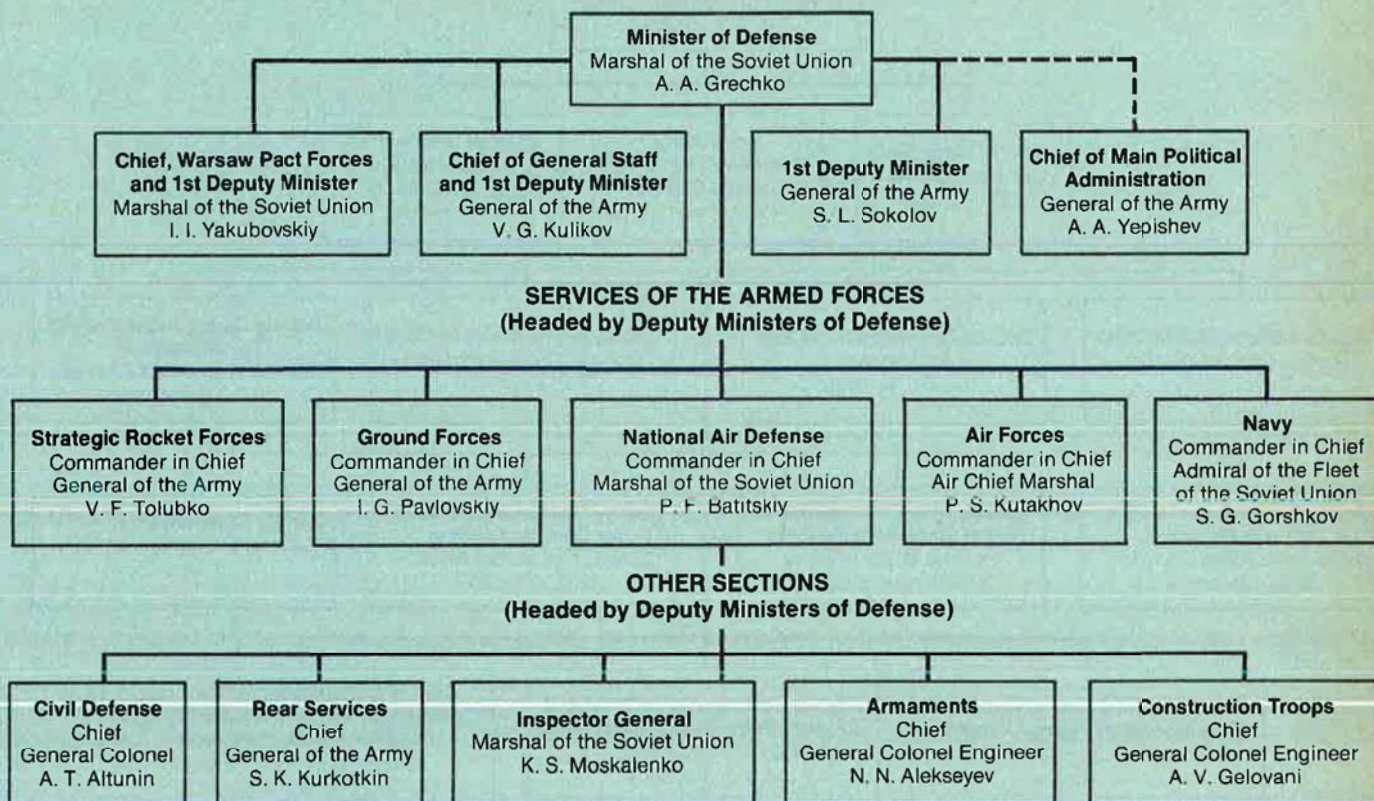 Minister of Defense
Marshal of the Soviet Union
A. A. Grechko
Chief, Warsaw Pact Forces
and 1st Deputy Minister
Marshal of the Soviet Union
I. I. Yakubovskiy
Chief of General Staff
and 1st Deputy Minister
General of the Army
V. G. Kulikov
1st Deputy Minister
General of the Army
S. L. Sokolov
Chief of Main Political
Administration
General of the Army
A. A. Yepishev
SERVICES OF THE ARMED FORCES
(Headed by Deputy Ministers of Defense)
Strategic Rocket Forces
Commander in Chief
General of the Army
V. F. Tolubko
Ground Forces
Commander in Chief
General of the Army
I. G. Pavlovskiy
National Air Defense
Commander in Chief
Marshal of the Soviet Union
P. F. Batitskiy
Air Forces
Commander in Chief
Air Chief Marshal
P. S. Kutakhov
Navy
Commander in Chief
Admiral of the Fleet
of the Soviet Union
S. G. Gorshkov
OTHER SECTIONS
(Headed by Deputy Ministers of Defense)
Civil Defense
Chief
General Colonel
A. T. Altunin
Rear Services
Chief
General of the Army
S. K. Kurkotkin
Inspector General
Marshal of the Soviet Union
K. S. Moskalenko
Armaments
Chief
General Colonel Engineer
N. N. Alekseyev
Construction Troops
Chief
General Colonel Engineer
A. V. Gelovani